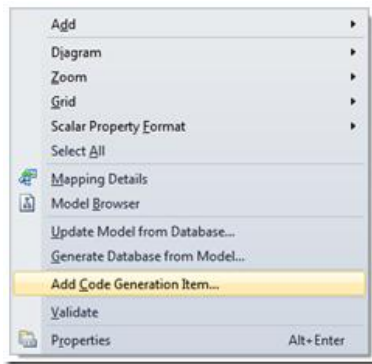 Add
Diagram
Zoom
Grid
Scalar Property Format
Select All
Mapping Details
Model Browser
Update Model from Database...
Generate Database from Model...
Add Code Generation Item...
Validate
Properties Alt+Enter